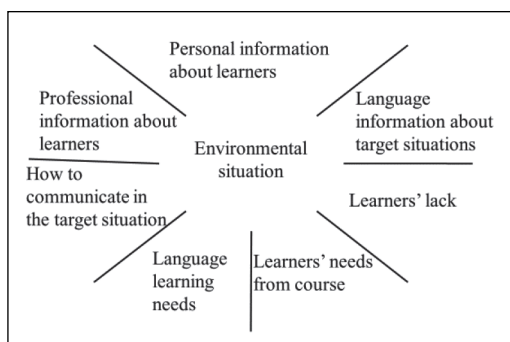 Personal information
about learners
Professional
information about
learners
Language
information about
target situations
Environmental
situation
How to
communicate in
the target situation
Learners’ lack
Language
learning
needs
Learners’ needs
from course